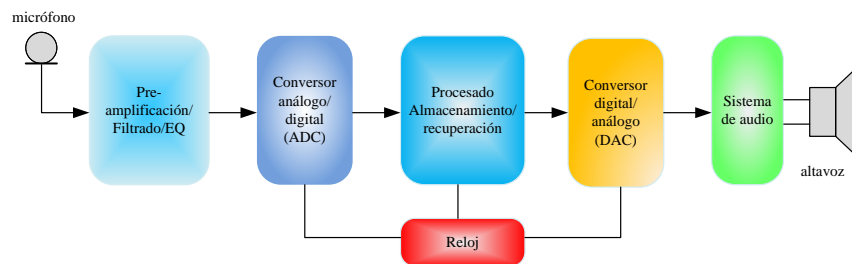 micrófono
Pre-
amplificación/
Filtrado/EQ
Conversor
análogo/
digital
(ADC)
Procesado
Almacenamiento/
recuperación
Conversor
digital/
análogo
(DAC)
Sistema
de audio
altavoz
Reloj